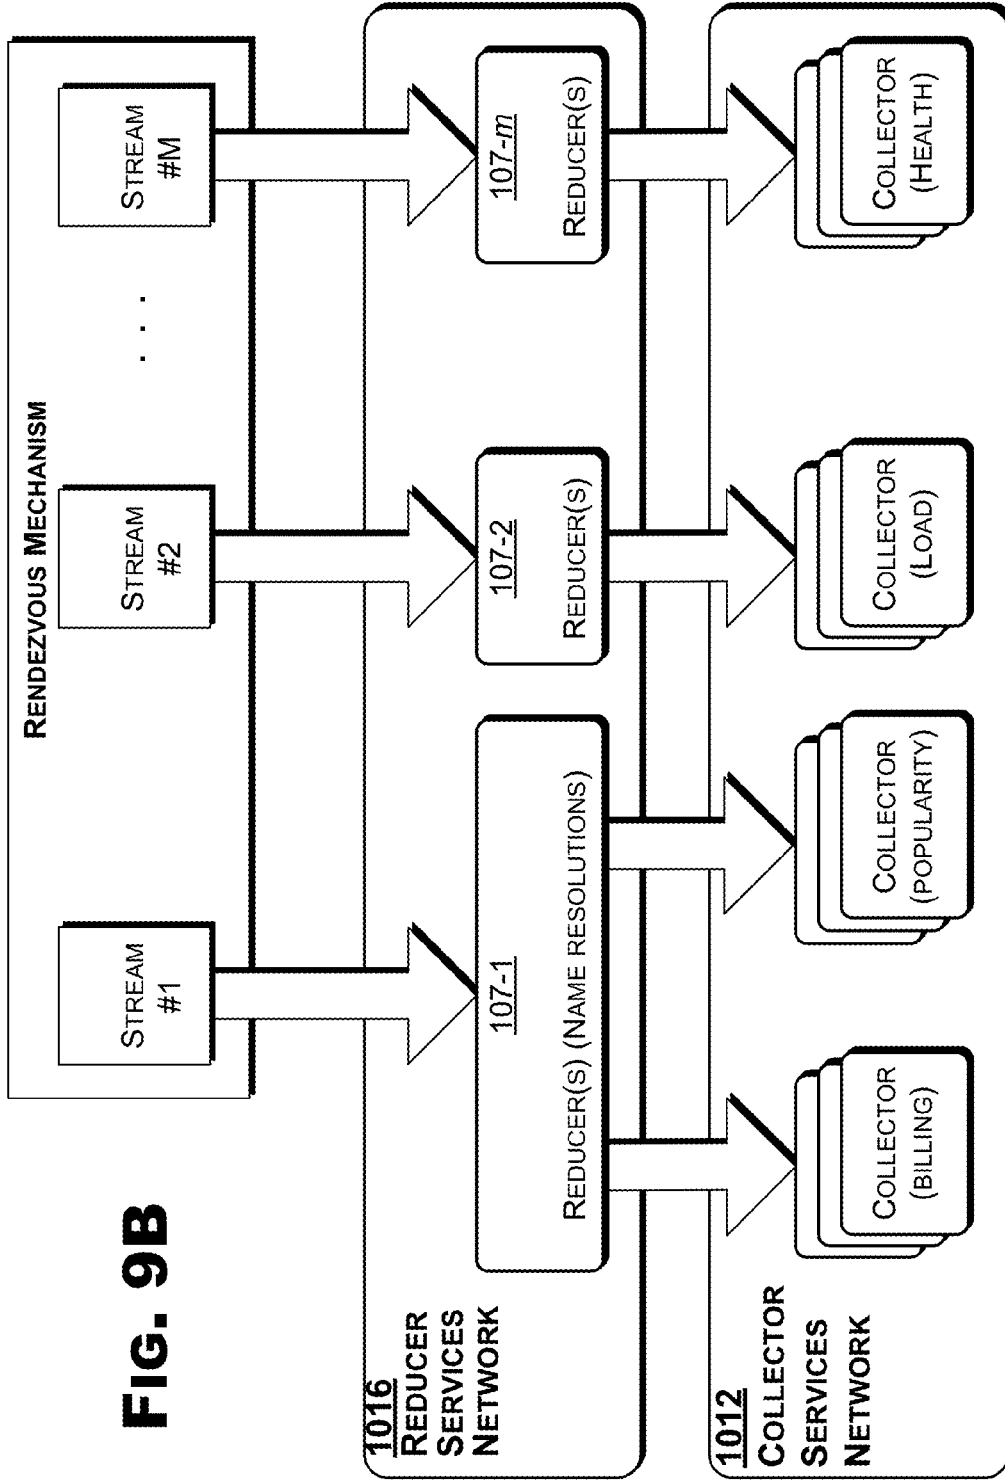 FIG. 9B
RENDEZVOUS MECHANISM
STREAM
#1
STREAM
#2
. . .
STREAM
#M
1016
REDUCER
SERVICES
NETWORK
107-1
REDUCER(S) (NAME RESOLUTIONS)
107-2
REDUCER(S)
107-m
REDUCER(S)
1012
COLLECTOR
SERVICES
NETWORK
COLLECTOR
(BILLING)
COLLECTOR
(POPULARITY)
COLLECTOR
(LOAD)
COLLECTOR
(HEALTH)